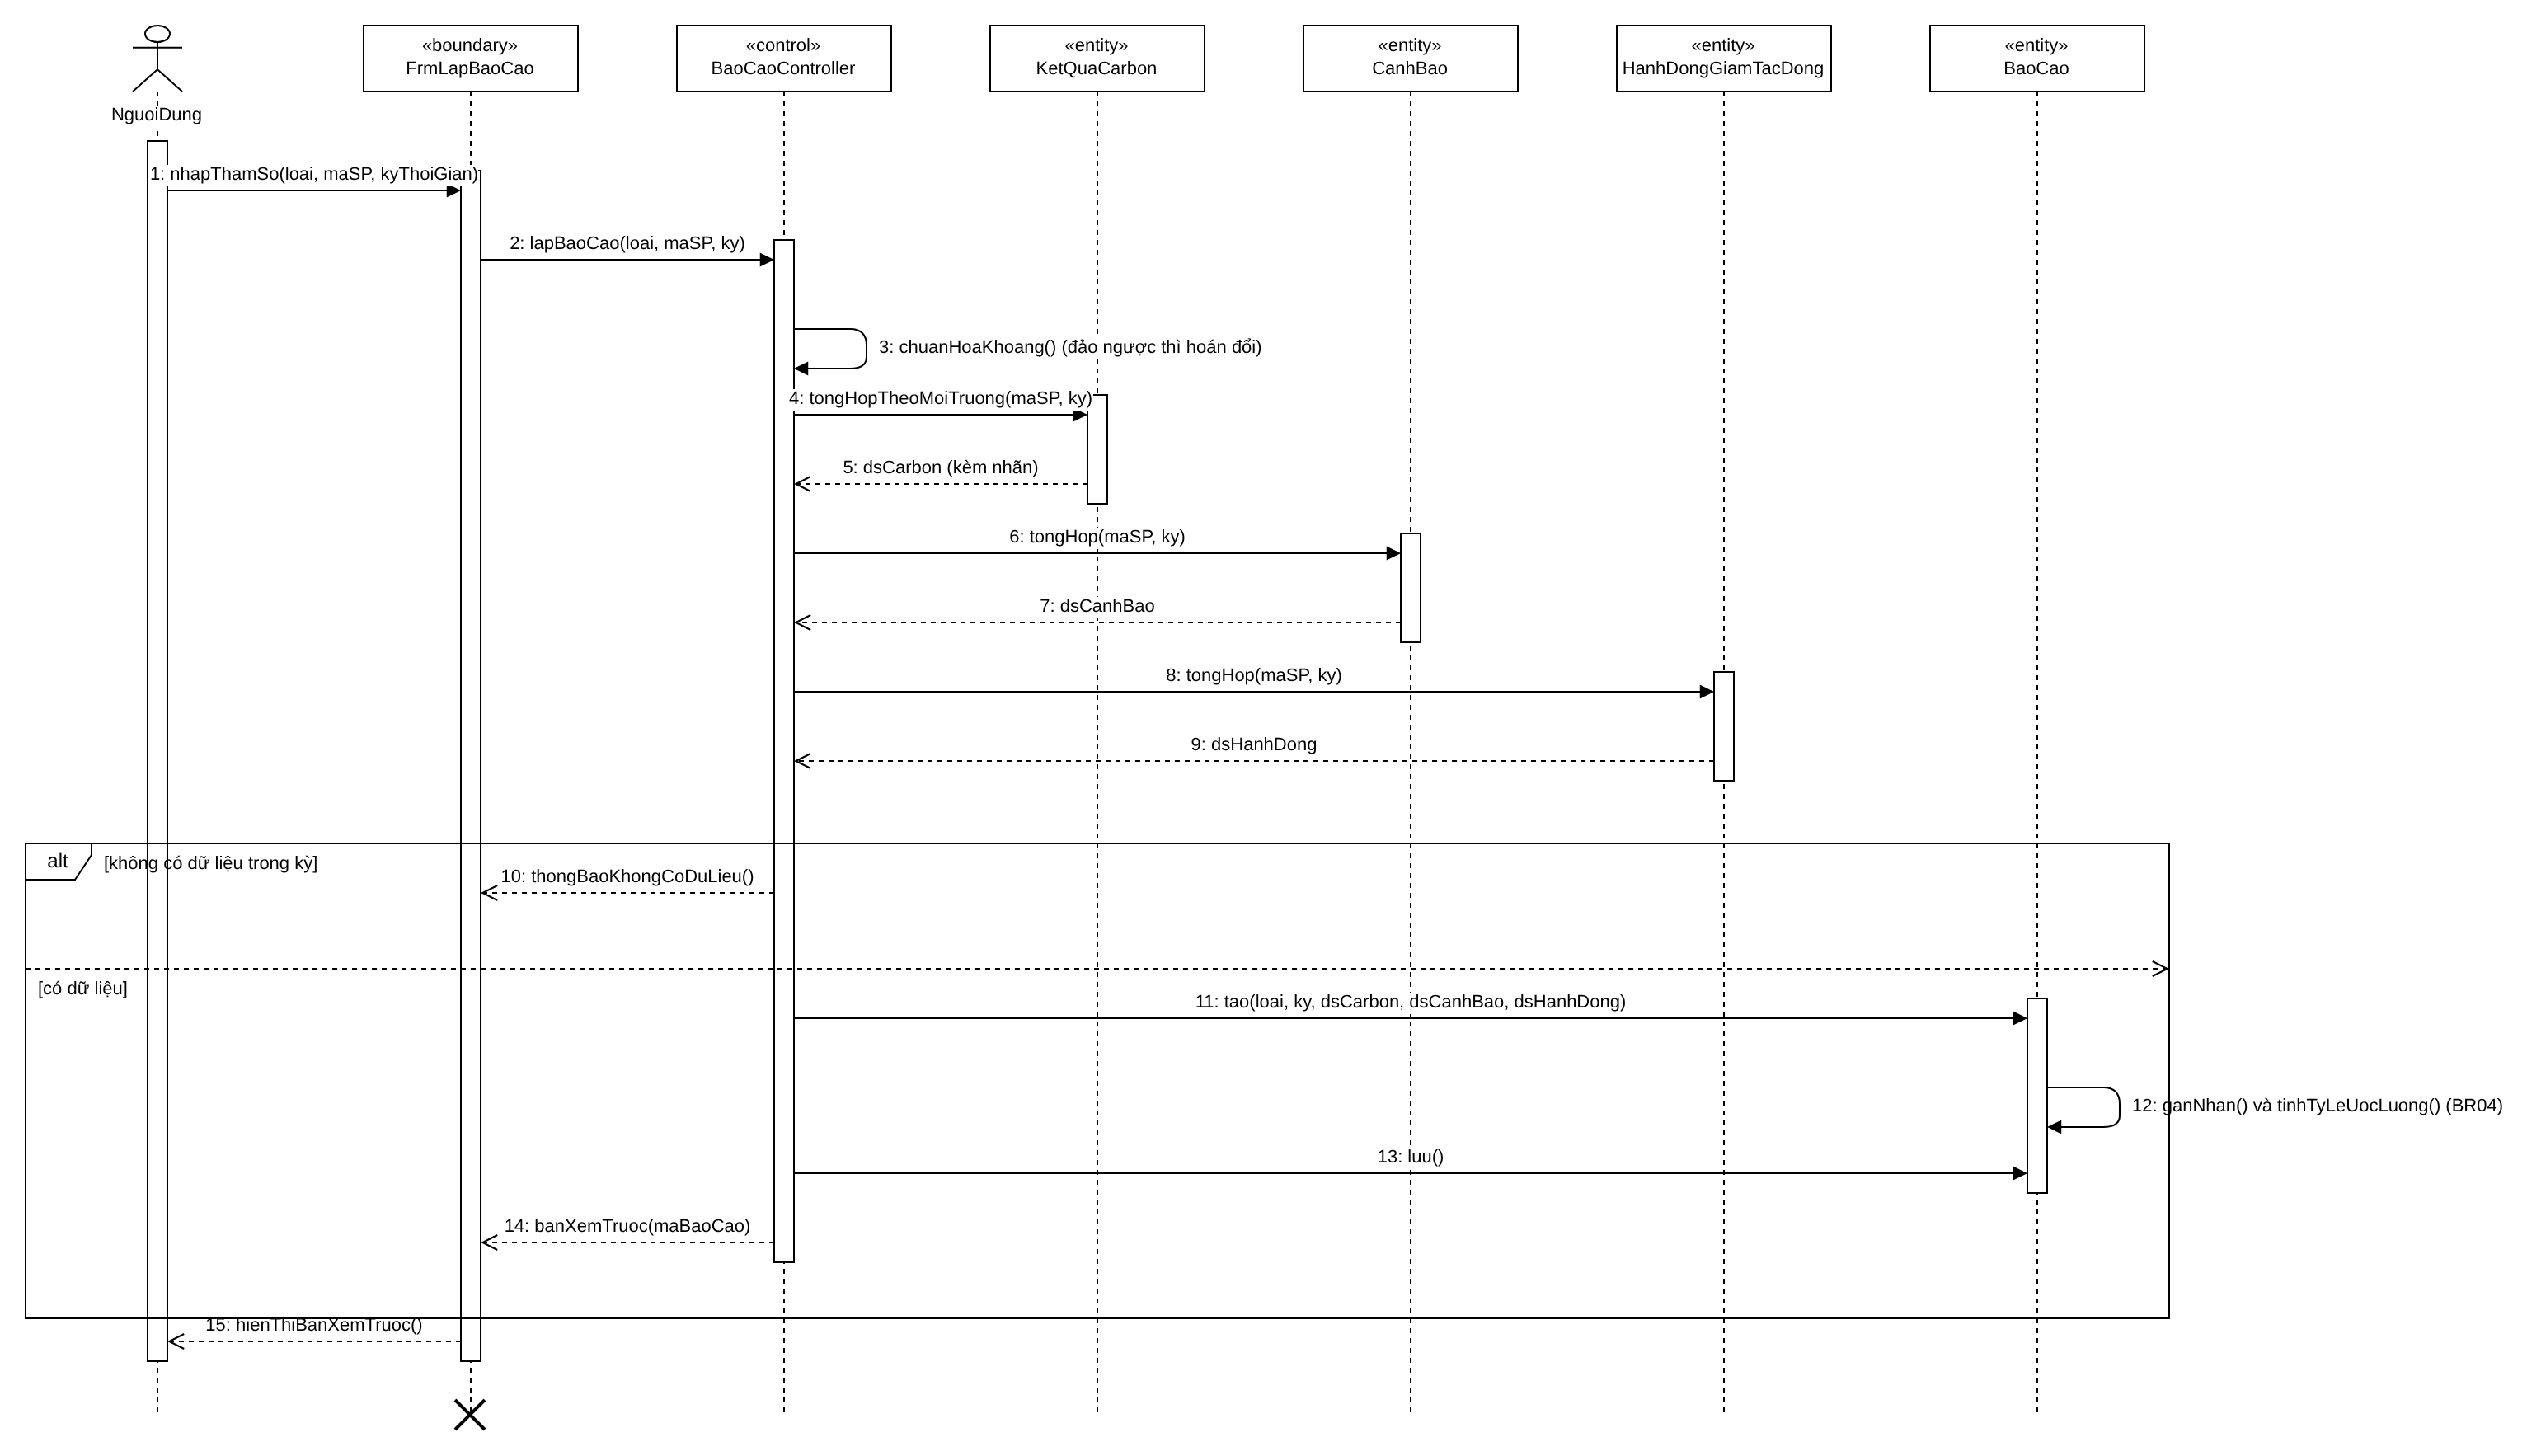 «boundary»
FrmLapBaoCao
«control»
BaoCaoController
«entity»
KetQuaCarbon
«entity»
CanhBao
«entity»
HanhDongGiamTacDong
«entity»
BaoCao
NguoiDung
1: nhapThamSo(loai, maSP, kyThoiGian)
2: lapBaoCao(loai, maSP, ky)
3: chuanHoaKhoang() (đảo ngược thì hoán đổi)
4: tongHopTheoMoiTruong(maSP, ky)
5: dsCarbon (kèm nhãn)
6: tongHop(maSP, ky)
7: dsCanhBao
8: tongHop(maSP, ky)
9: dsHanhDong
alt
[không có dữ liệu trong kỳ]
10: thongBaoKhongCoDuLieu()
[có dữ liệu]
11: tao(loai, ky, dsCarbon, dsCanhBao, dsHanhDong)
12: ganNhan() và tinhTyLeUocLuong() (BR04)
13: luu()
14: banXemTruoc(maBaoCao)
15: hienThiBanXemTruoc()